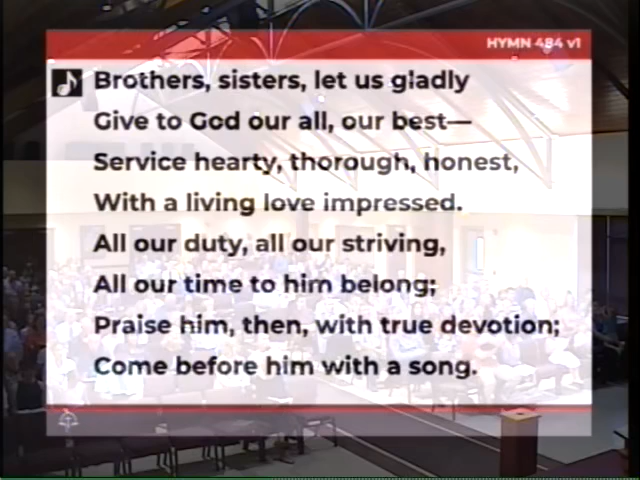 HYMN 484 v1
Brothers, sisters, let us gladly
Give to God our all, our best—
Service hearty, thorough, honest,
With a living love impressed.
All our duty, all our striving,
All our time to him belong;
Praise him, then, with true devotion;
Come before him with a song.